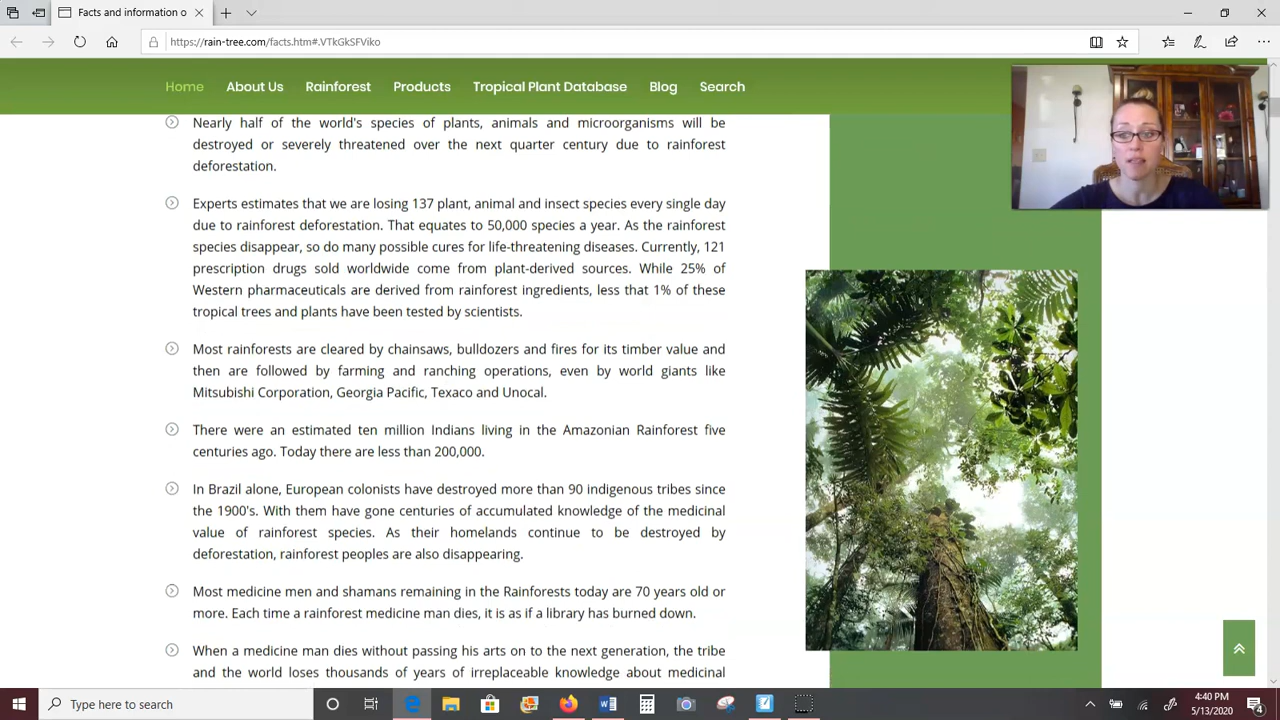 Facts and information o
https://rain-tree.com/facts.htm#.VTkGkSFViko
Home About Us Rainforest Products Tropical Plant Database Blog Search
Nearly half of the world's species of plants, animals and microorganisms will be
destroyed or severely threatened over the next quarter century due to rainforest
deforestation.
Experts estimates that we are losing 137 plant, animal and insect species every single day
due to rainforest deforestation. That equates to 50,000 species a year. As the rainforest
species disappear, so do many possible cures for life-threatening diseases. Currently, 121
prescription drugs sold worldwide come from plant-derived sources. While 25% of
Western pharmaceuticals are derived from rainforest ingredients, less that 1% of these
tropical trees and plants have been tested by scientists.
Most rainforests are cleared by chainsaws, bulldozers and fires for its timber value and
then are followed by farming and ranching operations, even by world giants like
Mitsubishi Corporation, Georgia Pacific, Texaco and Unocal.
There were an estimated ten million Indians living in the Amazonian Rainforest five
centuries ago. Today there are less than 200,000.
In Brazil alone, European colonists have destroyed more than 90 indigenous tribes since
the 1900's. With them have gone centuries of accumulated knowledge of the medicinal
value of rainforest species. As their homelands continue to be destroyed by
deforestation, rainforest peoples are also disappearing.
Most medicine men and shamans remaining in the Rainforests today are 70 years old or
more. Each time a rainforest medicine man dies, it is as if a library has burned down.
When a medicine man dies without passing his arts on to the next generation, the tribe
and the world loses thousands of years of irreplaceable knowledge about medicinal
Type here to search
4:40 PM
5/13/2020
4